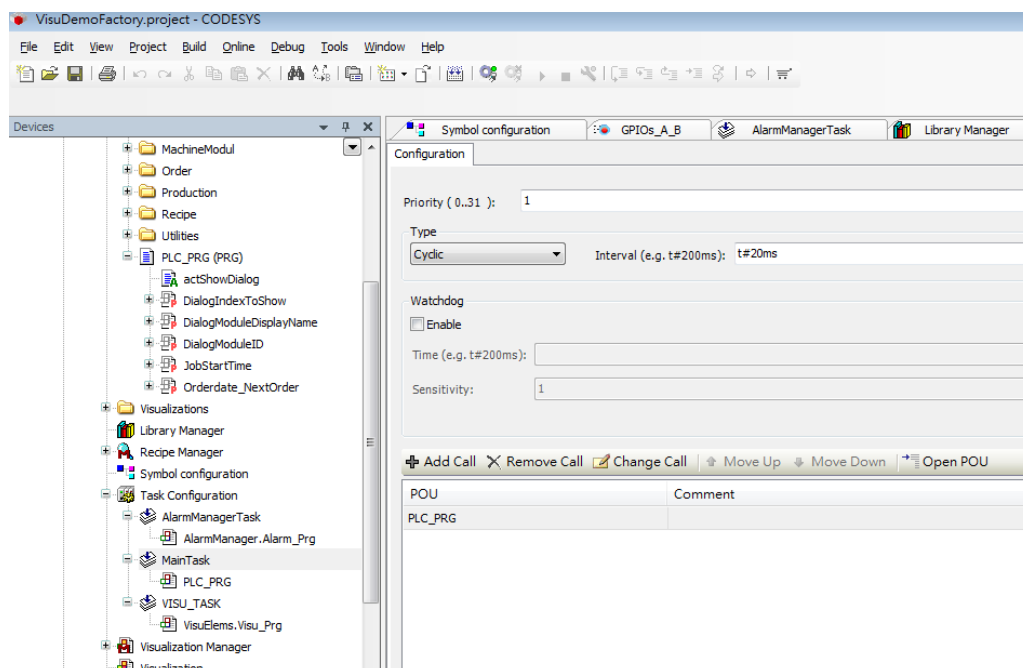 VisuDemoFactory.project - CODESYS
File Edit View Project Build Online Debug Tools Window Help
Devices
MachineModul
Order
Production
Recipe
Utilities
PLC_PRG (PRG)
actShowDialog
DialogIndexToShow
DialogModuleDisplayName
DialogModuleID
JobStartTime
Orderdate_NextOrder
Visualizations
Library Manager
Recipe Manager
Symbol configuration
Task Configuration
AlarmManagerTask
AlarmManager.Alarm_Prg
MainTask
PLC_PRG
VISU_TASK
VisuElems.Visu_Prg
Visualization Manager
Visualization
Symbol configuration GPIOs_A_B AlarmManagerTask Library Manager
Configuration
Priority ( 0..31 ): 1
Type
Cyclic Interval (e.g. t#200ms): t#20ms
Watchdog
Enable
Time (e.g. t#200ms):
Sensitivity: 1
Add Call Remove Call Change Call Move Up Move Down Open POU
POU Comment
PLC_PRG